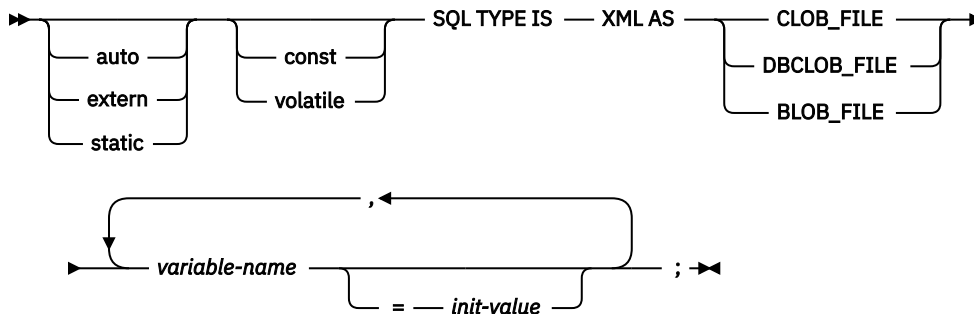 SQL TYPE IS XML AS CLOB_FILE
auto const DBCLOB_FILE
extern volatile BLOB_FILE
static
,
variable-name ;
= init-value